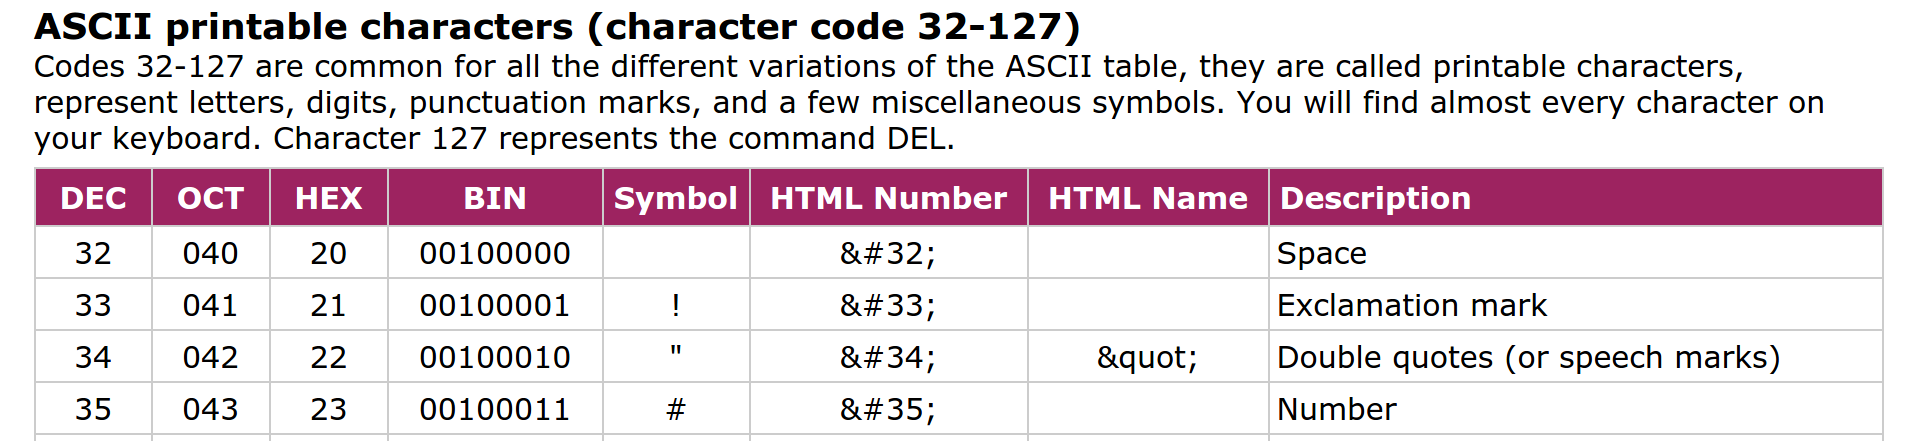 ASCII printable characters (character code 32-127)
Codes 32-127 are common for all the different variations of the ASCII table, they are called printable characters,
represent letters, digits, punctuation marks, and a few miscellaneous symbols. You will find almost every character on
your keyboard. Character 127 represents the command DEL.
DEC OCT HEX BIN Symbol HTML Number HTML Name Description
32 040 20 00100000 &#32; Space
33 041 21 00100001 ! &#33; Exclamation mark
34 042 22 00100010 " &#34; &quot; Double quotes (or speech marks)
35 043 23 00100011 # &#35; Number